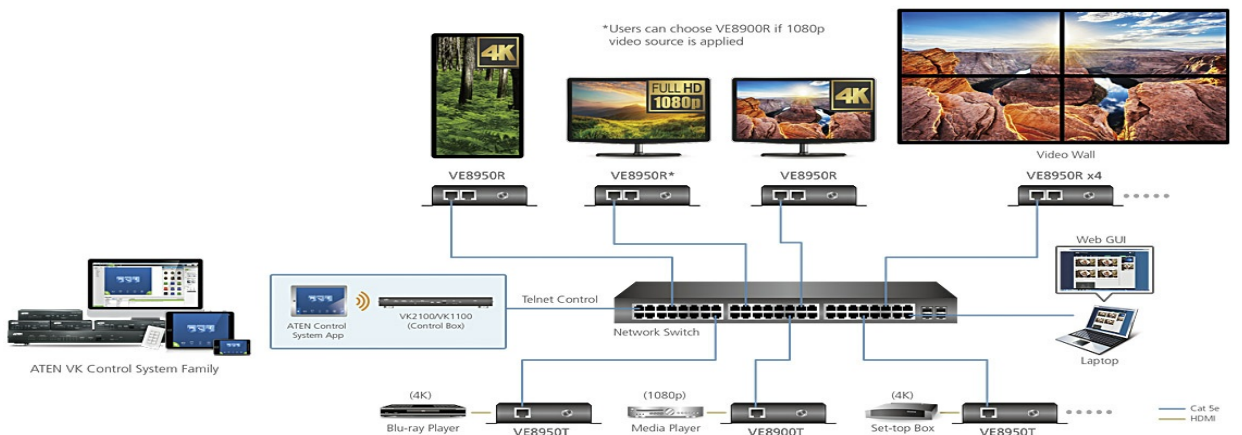 *Users can choose VE8900R if 1080p
video source is applied
4K
FULL HD
1080p
4K
Video Wall
VE8950R
VE8950R*
VE8950R
VE8950R x4
Web GUI
Telnet Control
ATEN Control
System App
VK2100/VK1100
(Control Box)
Network Switch
Laptop
ATEN VK Control System Family
(4K)
Blu-ray Player
VE8950T
(1080p)
Media Player
VE8900T
(4K)
Set-top Box
VE8950T
Cat 5e
HDMI